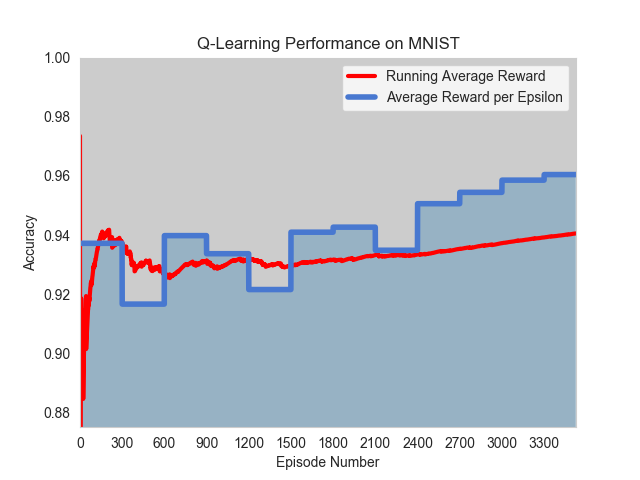 Q-Learning Performance on MNIST
Running Average Reward
Average Reward per Epsilon
1.00
0.98
0.96
0.94
0.92
0.90
0.88
Accuracy
0 300 600 900 1200 1500 1800 2100 2400 2700 3000 3300
Episode Number